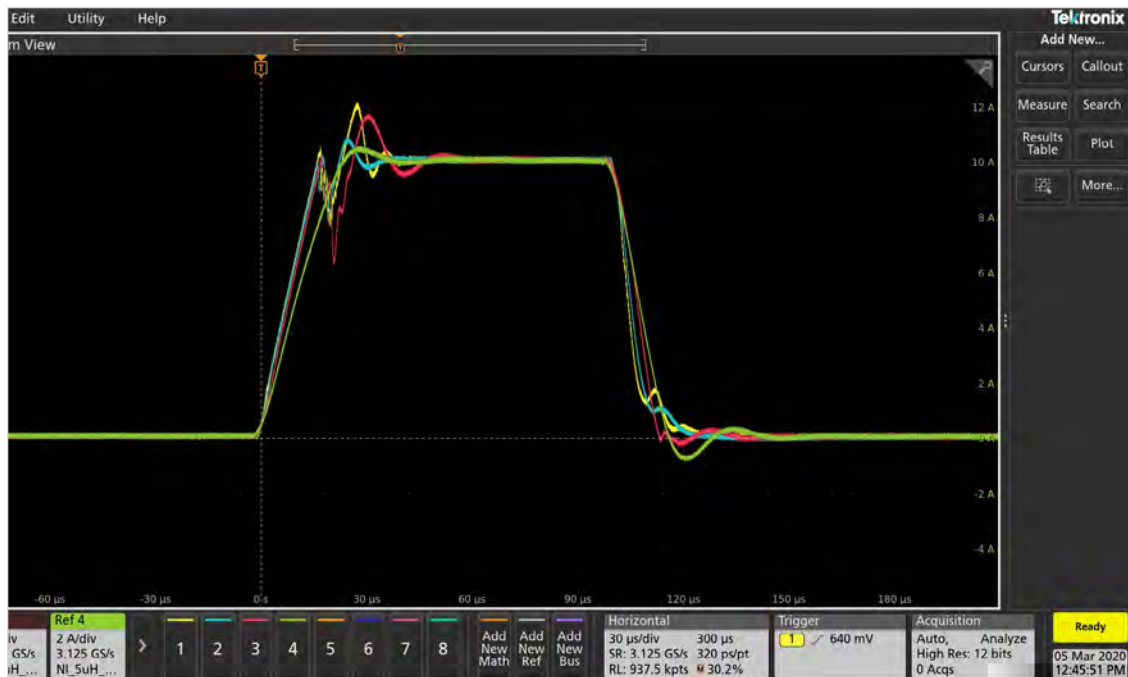 Edit Utility Help
Tektronix
m View
Add New...
Cursors Callout
Measure Search
Results Table Plot
More...
T
T
12 A
10 A
8 A
6 A
4 A
2 A
-2 A
-4 A
-60 µs -30 µs 0 s 30 µs 60 µs 90 µs 120 µs 150 µs 180 µs
Ref 4
2 A/div
3.125 GS/s
NI_5uH_...
iv
GS/s
uH_...
1 2 3 4 5 6 7 8
Add New Math
Add New Ref
Add New Bus
Horizontal
30 µs/div 300 µs
SR: 3.125 GS/s 320 ps/pt
RL: 937.5 kpts 30.2%
Trigger
1 640 mV
Acquisition
Auto, Analyze
High Res: 12 bits
0 Acqs
Ready
05 Mar 2020
12:45:51 PM